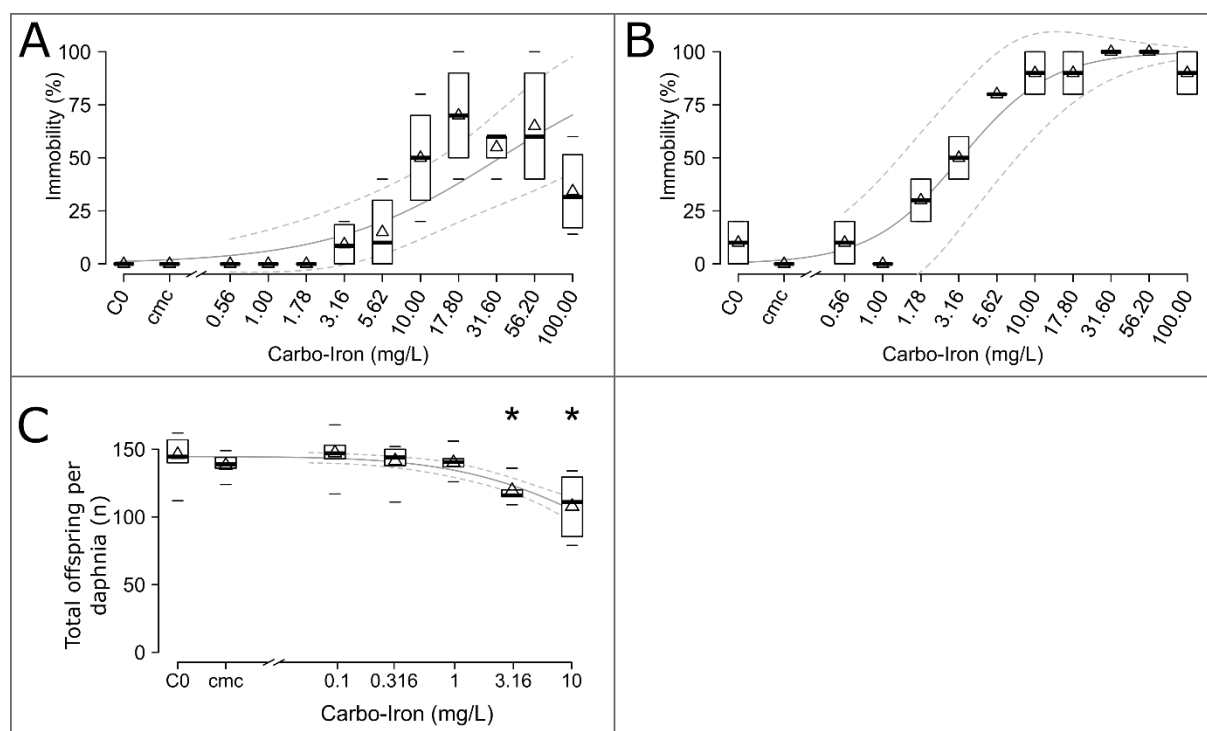 A
Immobility (%)
100
75
50
25
0
C0 cmc 0.56 1.00 1.78 3.16 5.62 10.00 17.80 31.60 56.20 100.00
Carbo-Iron (mg/L)
B
Immobility (%)
100
75
50
25
0
C0 cmc 0.56 1.00 1.78 3.16 5.62 10.00 17.80 31.60 56.20 100.00
Carbo-Iron (mg/L)
C
* *
Total offspring per
daphnia (n)
150
100
50
0
C0 cmc 0.1 0.316 1 3.16 10
Carbo-Iron (mg/L)